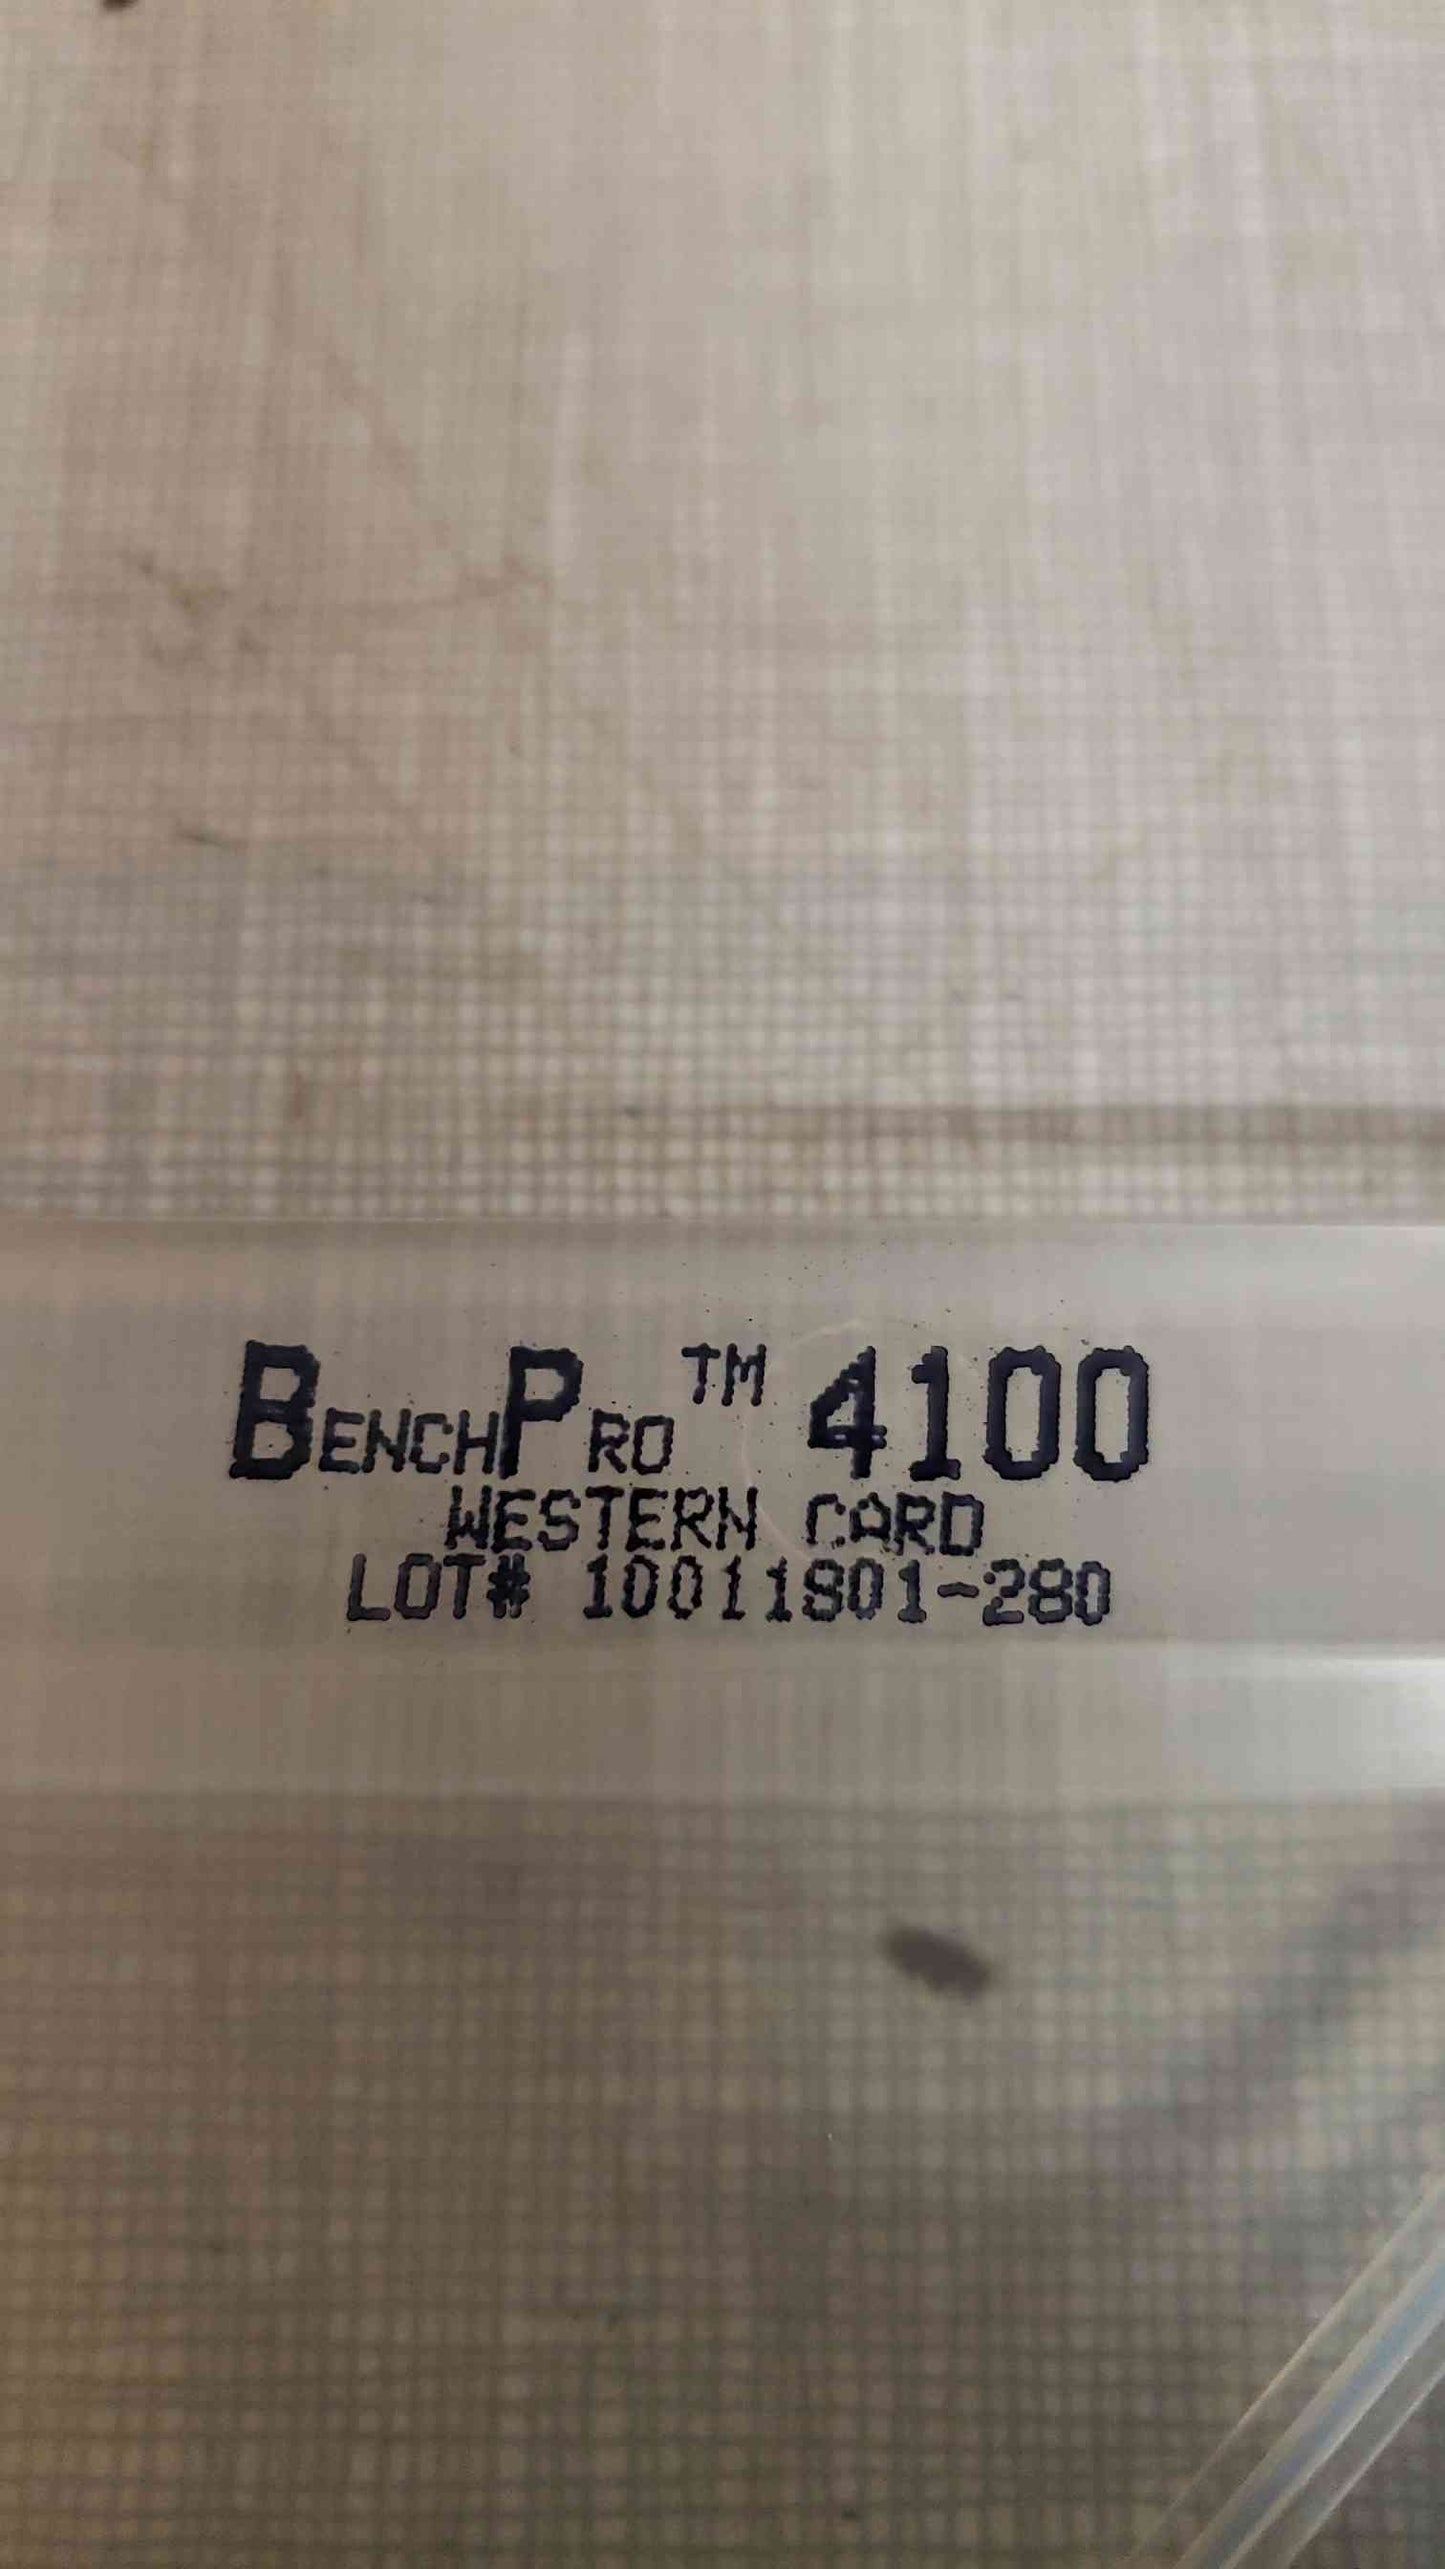 BENCHPRO™ 4100
WESTERN CARD
LOT# 10011801-280